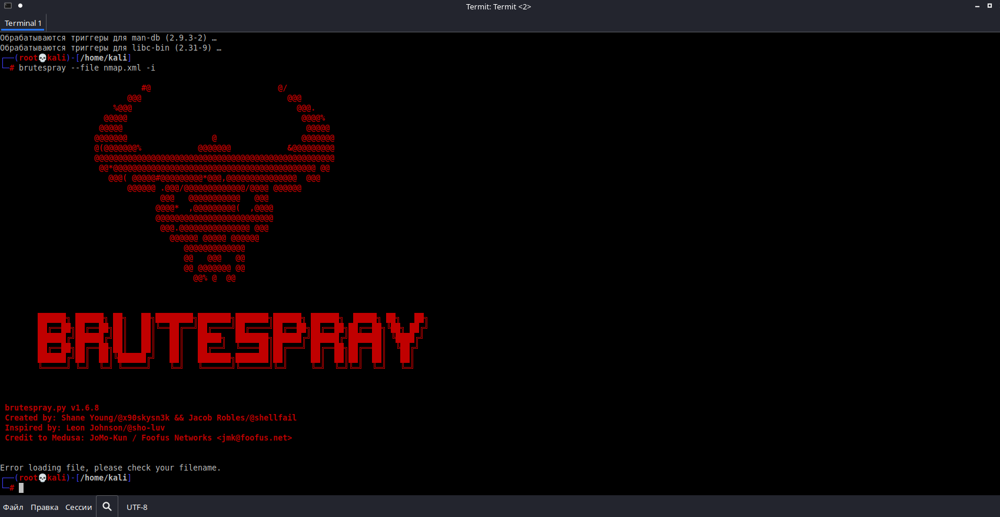 Termit: Termit <2>
Terminal 1
Обрабатываются триггеры для man-db (2.9.3-2) …
Обрабатываются триггеры для libc-bin (2.31-9) …
┌──(root💀kali)-[/home/kali]
└─# brutespray --file nmap.xml -i
BRUTESPRAY
brutespray.py v1.6.8
Created by: Shane Young/@x90skysn3k && Jacob Robles/@shellfail
Inspired by: Leon Johnson/@sho-luv
Credit to Medusa: JoMo-Kun / Foofus Networks <jmk@foofus.net>
Error loading file, please check your filename.
┌──(root💀kali)-[/home/kali]
└─#
Файл Правка Сессии UTF-8